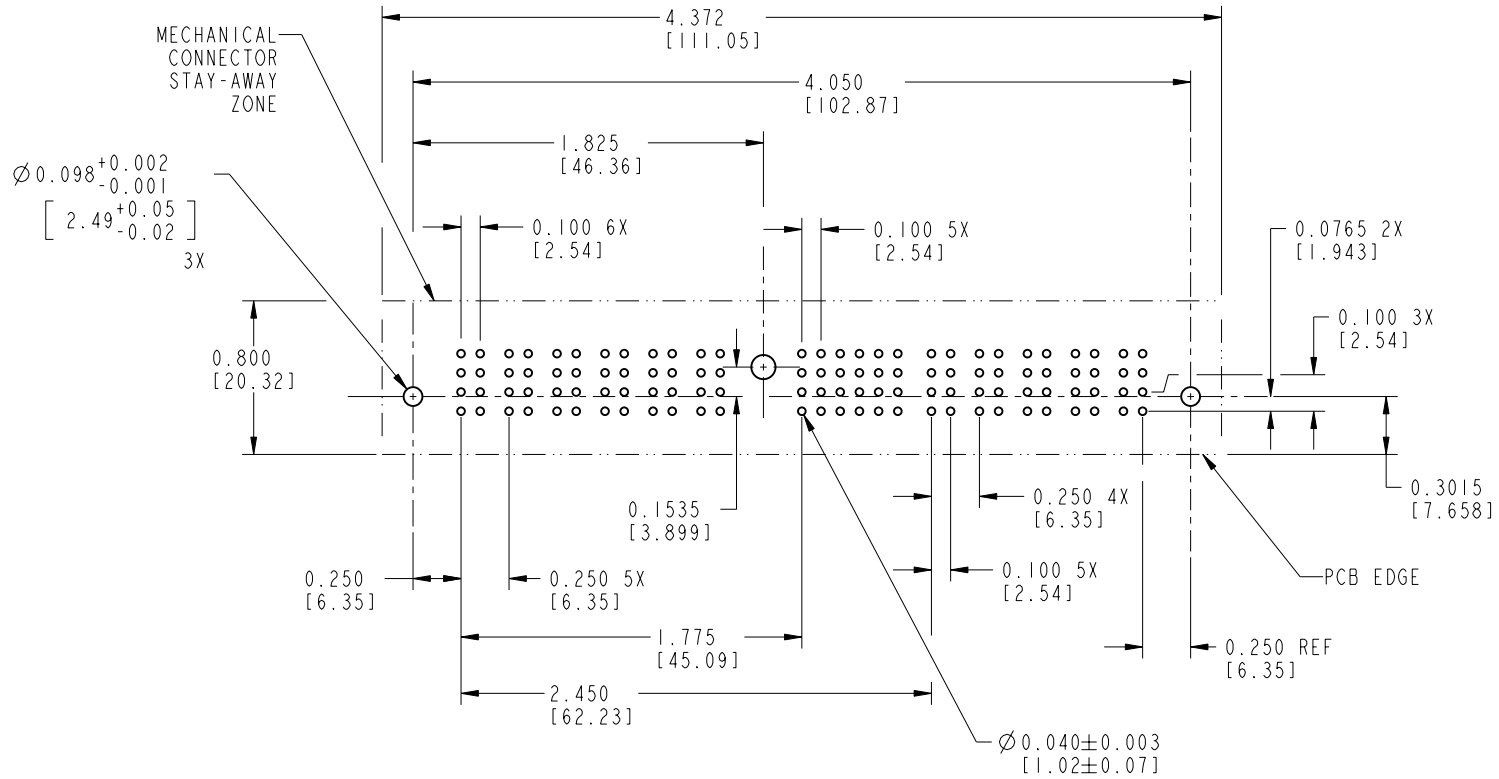 4.372
[111.05]
MECHANICAL
CONNECTOR
STAY-AWAY
ZONE
4.050
[102.87]
1.825
[46.36]
Ø0.098 +0.002
-0.001
[ 2.49 +0.05
-0.02 ]
3X
0.100 6X
[2.54]
0.100 5X
[2.54]
0.0765 2X
[1.943]
0.100 3X
[2.54]
0.800
[20.32]
0.1535
[3.899]
0.250 4X
[6.35]
0.3015
[7.658]
0.250
[6.35]
0.250 5X
[6.35]
0.100 5X
[2.54]
PCB EDGE
1.775
[45.09]
0.250 REF
[6.35]
2.450
[62.23]
Ø0.040±0.003
[1.02±0.07]